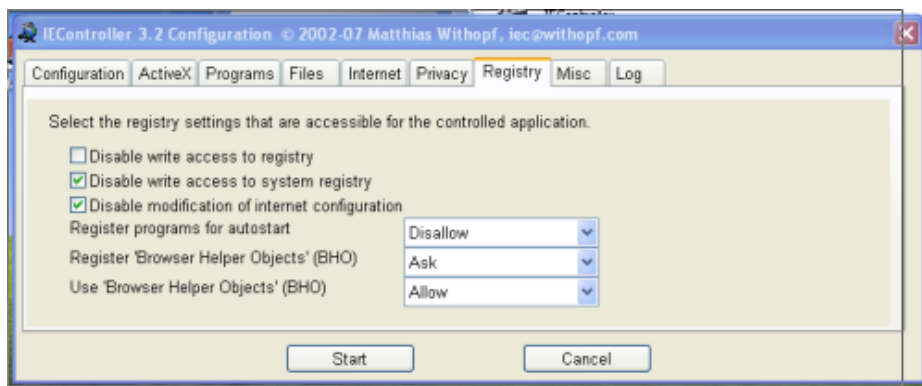 IEController 3.2 Configuration © 2002-07 Matthias Withopf, iec@withopf.com
Configuration ActiveX Programs Files Internet Privacy Registry Misc Log
Select the registry settings that are accessible for the controlled application.
Disable write access to registry
Disable write access to system registry
Disable modification of internet configuration
Register programs for autostart Disallow
Register 'Browser Helper Objects' (BHO) Ask
Use 'Browser Helper Objects' (BHO) Allow
Start Cancel